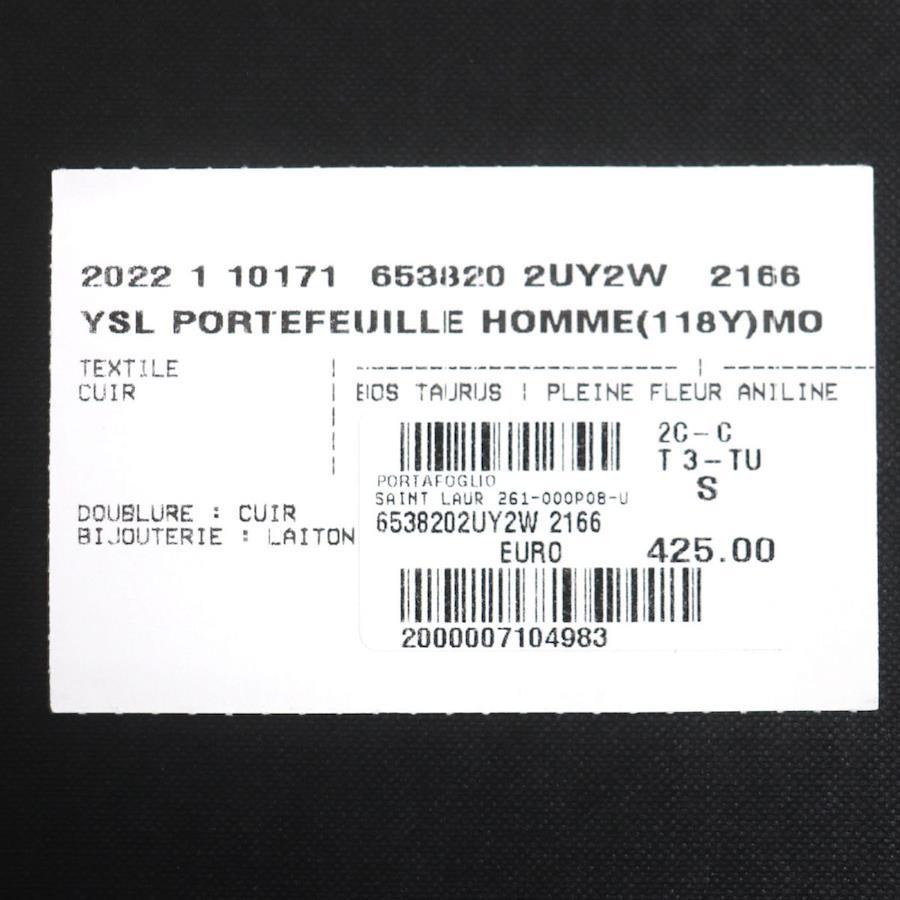 2022 1 10171 653820 2UY2W 2166
YSL PORTEFEUILLE HOMME(118Y)MO
TEXTILE
CUIR
BOS TAURUS | PLEINE FLEUR ANILINE
2C-C
T 3-TU
S
PORTAFOGLIO
SAINT LAUR 261-000P08-U
6538202UY2W 2166
EURO 425.00
2000007104983
DOUBLURE : CUIR
BIJOUTERIE : LAITON